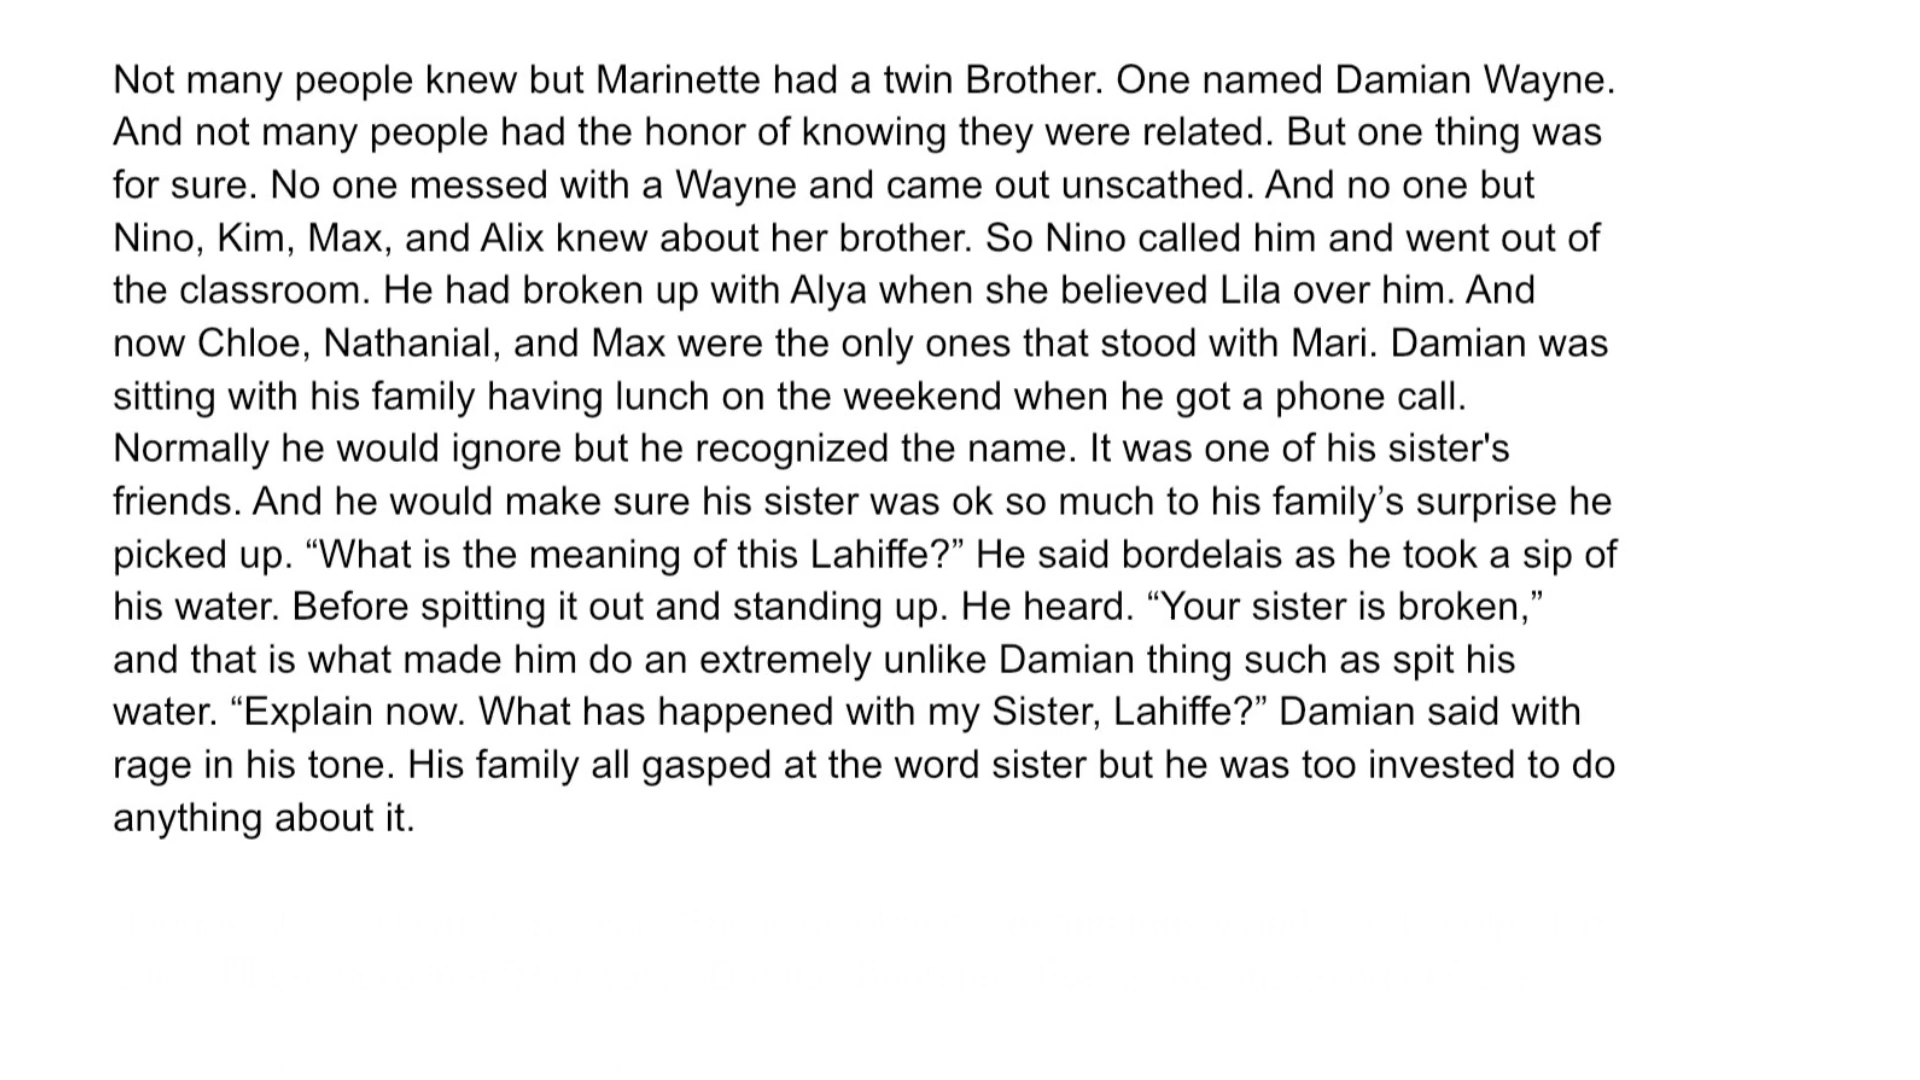 Not many people knew but Marinette had a twin Brother. One named Damian Wayne.
And not many people had the honor of knowing they were related. But one thing was
for sure. No one messed with a Wayne and came out unscathed. And no one but
Nino, Kim, Max, and Alix knew about her brother. So Nino called him and went out of
the classroom. He had broken up with Alya when she believed Lila over him. And
now Chloe, Nathanial, and Max were the only ones that stood with Mari. Damian was
sitting with his family having lunch on the weekend when he got a phone call.
Normally he would ignore but he recognized the name. It was one of his sister's
friends. And he would make sure his sister was ok so much to his family’s surprise he
picked up. “What is the meaning of this Lahiffe?” He said bordelais as he took a sip of
his water. Before spitting it out and standing up. He heard. “Your sister is broken,”
and that is what made him do an extremely unlike Damian thing such as spit his
water. “Explain now. What has happened with my Sister, Lahiffe?” Damian said with
rage in his tone. His family all gasped at the word sister but he was too invested to do
anything about it.